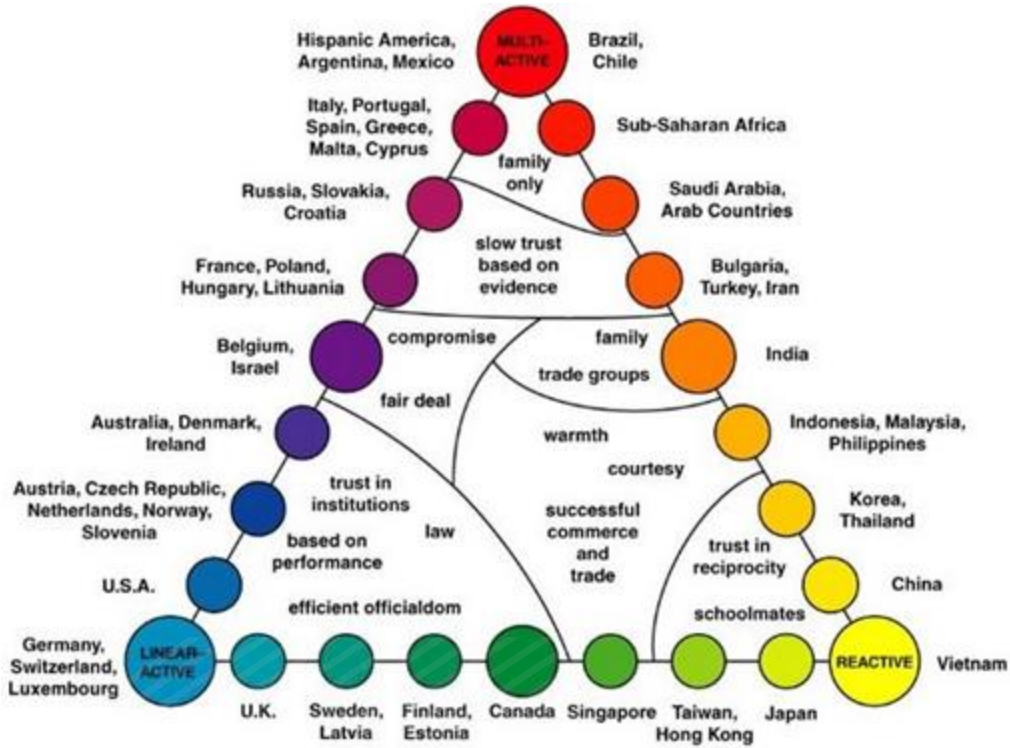 Hispanic America,
Argentina, Mexico
MULTI-
ACTIVE
Brazil,
Chile
Italy, Portugal,
Spain, Greece,
Malta, Cyprus
Sub-Saharan Africa
family
only
Russia, Slovakia,
Croatia
Saudi Arabia,
Arab Countries
slow trust
based on
evidence
France, Poland,
Hungary, Lithuania
Bulgaria,
Turkey, Iran
compromise
family
Belgium,
Israel
India
trade groups
fair deal
Australia, Denmark,
Ireland
warmth
Indonesia, Malaysia,
Philippines
courtesy
trust in
institutions
Austria, Czech Republic,
Netherlands, Norway,
Slovenia
law
successful
commerce
and
trade
Korea,
Thailand
based on
performance
trust in
reciprocity
U.S.A.
China
efficient officialdom
schoolmates
Germany,
Switzerland,
Luxembourg
LINEAR-
ACTIVE
REACTIVE
Vietnam
U.K.
Sweden,
Latvia
Finland,
Estonia
Canada
Singapore
Taiwan,
Hong Kong
Japan